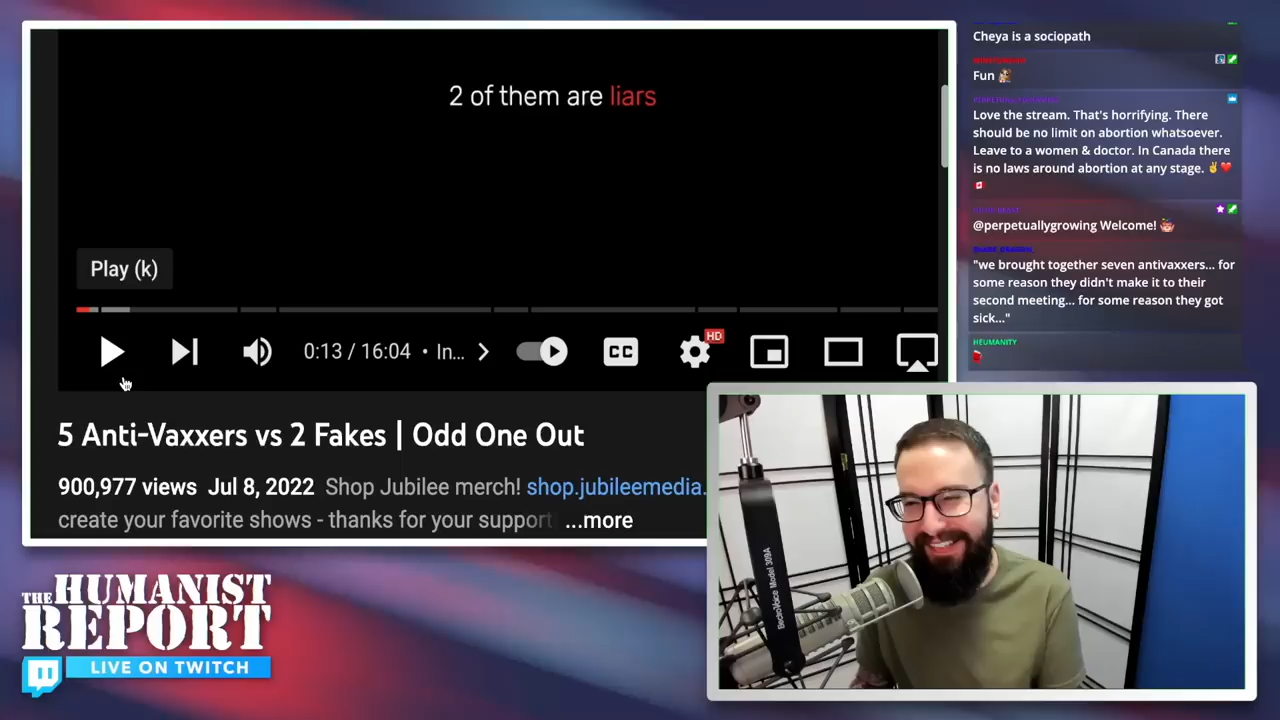 2 of them are liars
Play (k)
0:13 / 16:04 • In...
CC
HD
5 Anti-Vaxxers vs 2 Fakes | Odd One Out
900,977 views Jul 8, 2022 Shop Jubilee merch! shop.jubileemedia.
create your favorite shows - thanks for your support ...more
THE HUMANIST
REPORT
LIVE ON TWITCH
Cheya is a sociopath
Fun
Love the stream. That's horrifying. There
should be no limit on abortion whatsoever.
Leave to a women & doctor. In Canada there
is no laws around abortion at any stage. ✌️❤️
🇨🇦
@perpetuallygrowing Welcome!
"we brought together seven antivaxxers... for
some reason they didn't make it to their
second meeting... for some reason they got
sick..."
HEUMANITY
ElectroVoice Model 309A